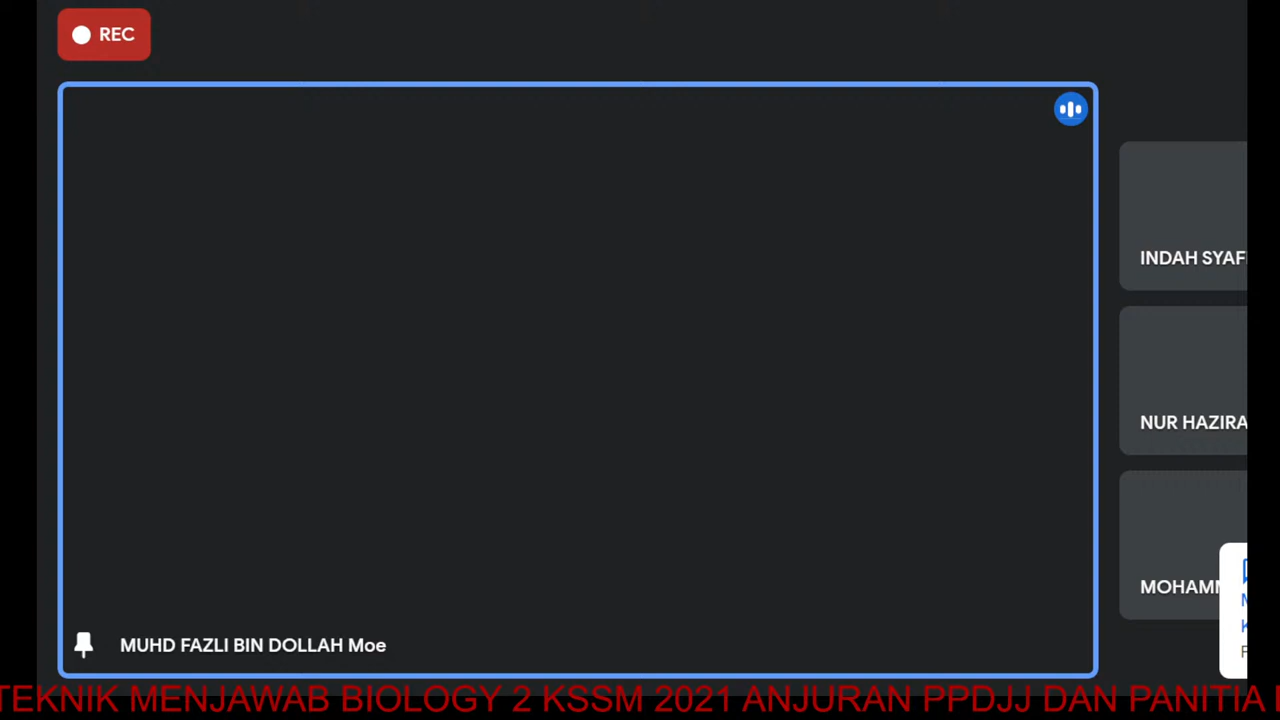 REC
INDAH SYAF
NUR HAZIRA
MOHAMM
MUHD FAZLI BIN DOLLAH Moe
TEKNIK MENJAWAB BIOLOGY 2 KSSM 2021 ANJURAN PPDJJ DAN PANITIA